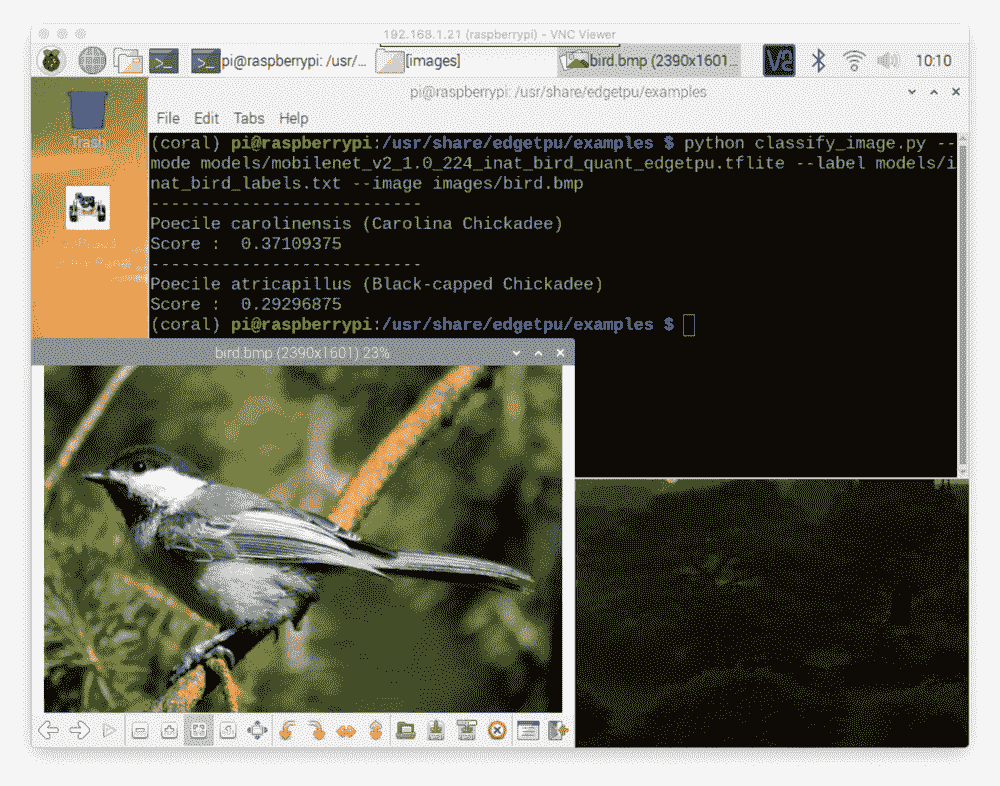 192.168.1.21 (raspberrypi) - VNC Viewer
pi@raspberrypi: /usr/... [images] bird.bmp (2390x1601... 10:10
pi@raspberrypi: /usr/share/edgetpu/examples
Trash
File Edit Tabs Help
(coral) pi@raspberrypi:/usr/share/edgetpu/examples $ python classify_image.py --
mode models/mobilenet_v2_1.0_224_inat_bird_quant_edgetpu.tflite --label models/i
nat_bird_labels.txt --image images/bird.bmp
---------------------------
Poecile carolinensis (Carolina Chickadee)
Score :  0.37109375
---------------------------
Poecile atricapillus (Black-capped Chickadee)
Score :  0.29296875
(coral) pi@raspberrypi:/usr/share/edgetpu/examples $
bird.bmp (2390x1601) 23%